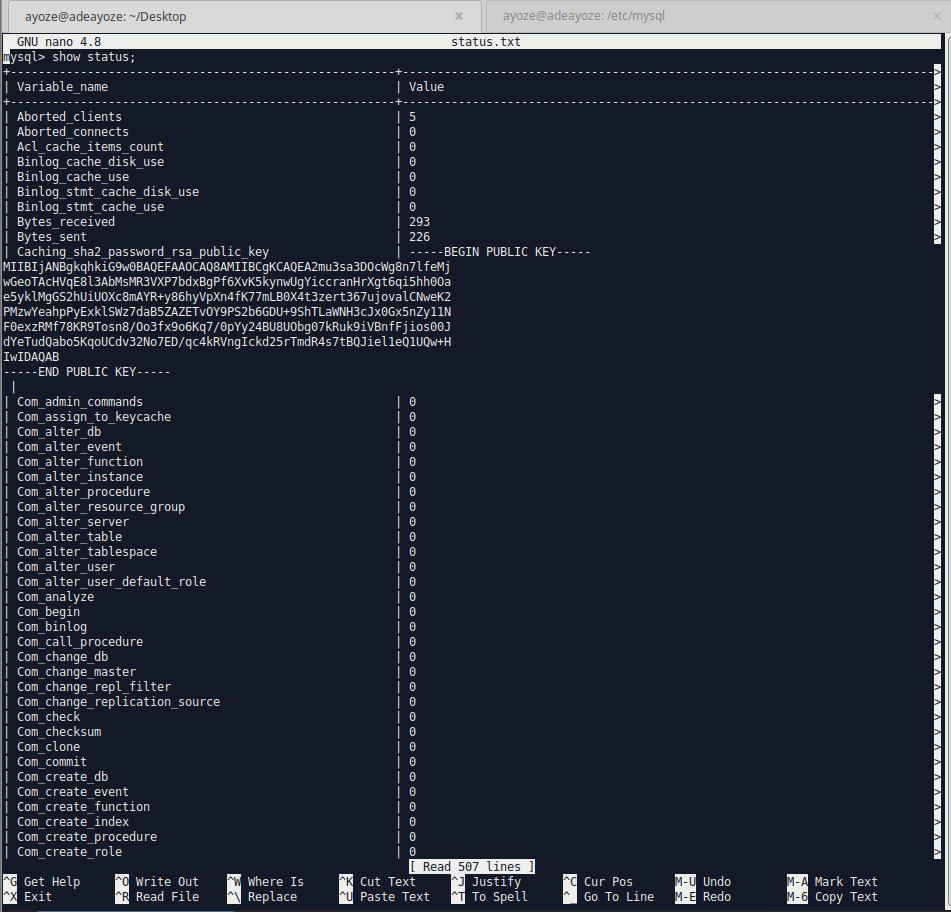 ayoze@adeayoze: ~/Desktop × ayoze@adeayoze: /etc/mysql ×
GNU nano 4.8 status.txt
mysql> show status;
+-------------------------------------------------------+---------------------------------------------------------------------------->
| Variable_name | Value >
+-------------------------------------------------------+---------------------------------------------------------------------------->
| Aborted_clients | 5 >
| Aborted_connects | 0 >
| Acl_cache_items_count | 0 >
| Binlog_cache_disk_use | 0 >
| Binlog_cache_use | 0 >
| Binlog_stmt_cache_disk_use | 0 >
| Binlog_stmt_cache_use | 0 >
| Bytes_received | 293 >
| Bytes_sent | 226 >
| Caching_sha2_password_rsa_public_key | -----BEGIN PUBLIC KEY-----
MIIBIjANBgkqhkiG9w0BAQEFAAOCAQ8AMIIBCgKCAQEA2mu3sa3DOcWg8n7lfeMj
wGeoTAcHVqE8l3AbMsMR3VXP7bdxBgPf6XvK5kynwUgYiccranHrXgt6qi5hh0Oa
e5yklMgGS2hUiUOXc8mAYR+y86hyVpXn4fK77mLB0X4t3zert367ujovalCNweK2
PMzwYeahpPyExklSWz7daB5ZAZETvOY9PS2b6GDU+9ShTLaWNH3cJx0Gx5nZy11N
F0exzRMf78KR9Tosn8/Oo3fx9o6Kq7/0pYy24BU8UObg07kRuk9iVBnfFjios00J
dYeTudQabo5KqoUCdv32No7ED/qc4kRVngIckd25rTmdR4s7tBQJiel1eQ1UQw+H
IwIDAQAB
-----END PUBLIC KEY-----
|
| Com_admin_commands | 0 >
| Com_assign_to_keycache | 0 >
| Com_alter_db | 0 >
| Com_alter_event | 0 >
| Com_alter_function | 0 >
| Com_alter_instance | 0 >
| Com_alter_procedure | 0 >
| Com_alter_resource_group | 0 >
| Com_alter_server | 0 >
| Com_alter_table | 0 >
| Com_alter_tablespace | 0 >
| Com_alter_user | 0 >
| Com_alter_user_default_role | 0 >
| Com_analyze | 0 >
| Com_begin | 0 >
| Com_binlog | 0 >
| Com_call_procedure | 0 >
| Com_change_db | 0 >
| Com_change_master | 0 >
| Com_change_repl_filter | 0 >
| Com_change_replication_source | 0 >
| Com_check | 0 >
| Com_checksum | 0 >
| Com_clone | 0 >
| Com_commit | 0 >
| Com_create_db | 0 >
| Com_create_event | 0 >
| Com_create_function | 0 >
| Com_create_index | 0 >
| Com_create_procedure | 0 >
| Com_create_role | 0 >
[ Read 507 lines ]
^G Get Help ^O Write Out ^W Where Is ^K Cut Text ^J Justify ^C Cur Pos M-U Undo M-A Mark Text
^X Exit ^R Read File ^\ Replace ^U Paste Text ^T To Spell ^_ Go To Line M-E Redo M-6 Copy Text